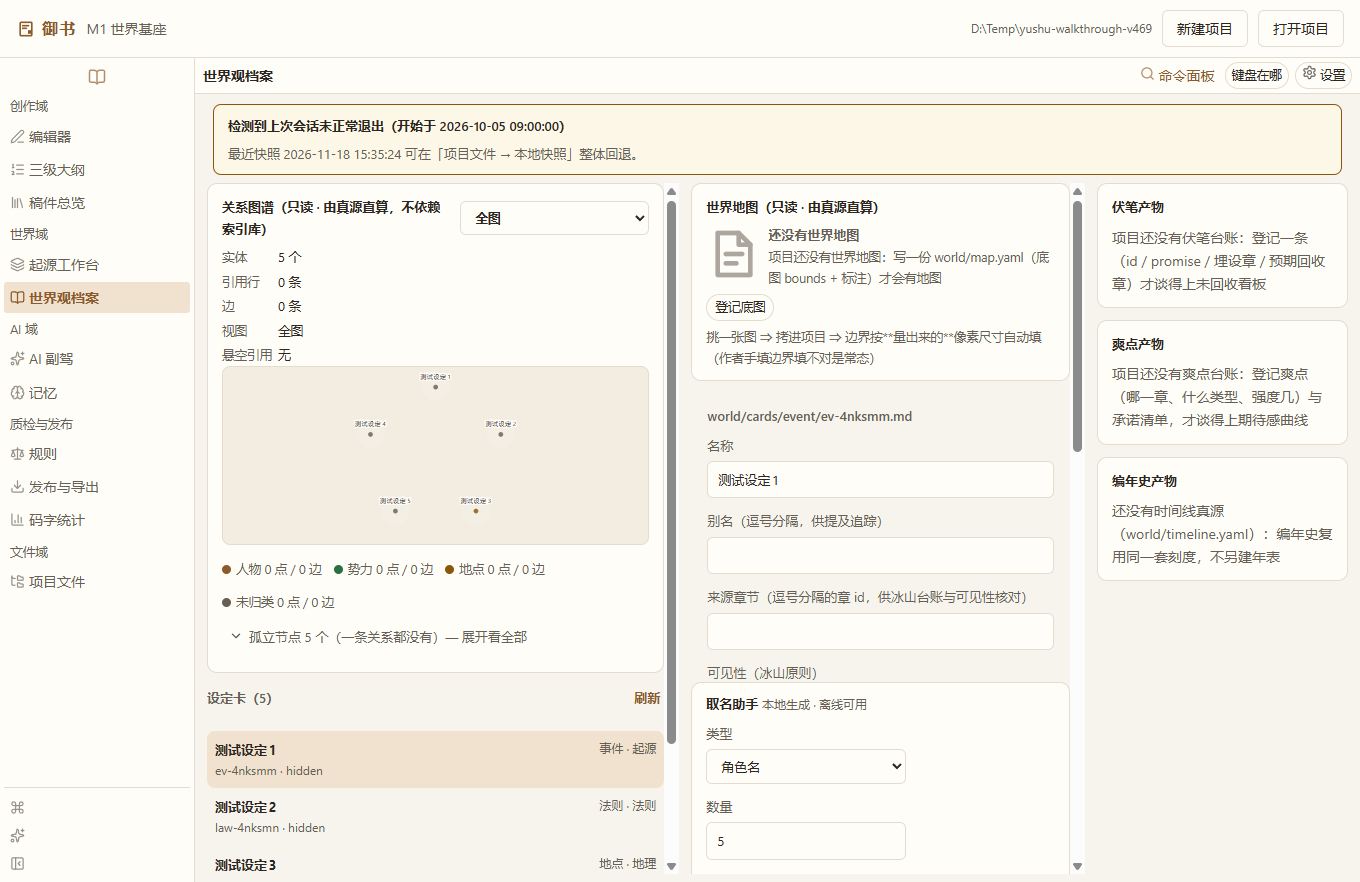 御书 M1 世界基座
D:\Temp\yushu-walkthrough-v469
新建项目
打开项目
创作域
编辑器
三级大纲
稿件总览
世界域
起源工作台
世界观档案
AI 域
AI 副驾
记忆
质检与发布
规则
发布与导出
码字统计
文件域
项目文件
世界观档案
命令面板
键盘在哪
设置
检测到上次会话未正常退出（开始于 2026-10-05 09:00:00)
最近快照 2026-11-18 15:35:24 可在「项目文件 → 本地快照」整体回退。
关系图谱（只读 · 由真源直算，不依赖
索引库）
全图
实体 5 个
引用行 0 条
边 0 条
视图 全图
悬空引用 无
测试设定 1
测试设定 4
测试设定 2
测试设定 5
测试设定 3
人物 0 点 / 0 边 势力 0 点 / 0 边 地点 0 点 / 0 边
未归类 0 点 / 0 边
孤立节点 5 个（一条关系都没有）— 展开看全部
设定卡（5）
刷新
测试设定 1
事件 · 起源
ev-4nksmm · hidden
测试设定 2
法则 · 法则
law-4nksmn · hidden
测试设定 3
地点 · 地理
世界地图（只读 · 由真源直算）
还没有世界地图
项目还没有世界地图：写一份 world/map.yaml（底
图 bounds + 标注）才会有地图
登记底图
挑一张图 ⇒ 拷进项目 ⇒ 边界按**量出来的**像素尺寸自动填
（作者手填边界填不对是常态）
world/cards/event/ev-4nksmm.md
名称
测试设定 1
别名（逗号分隔，供提及追踪）
来源章节（逗号分隔的章 id，供冰山台账与可见性核对）
可见性（冰山原则）
取名助手 本地生成 · 离线可用
类型
角色名
数量
5
伏笔产物
项目还没有伏笔台账：登记一条
（id / promise / 埋设章 / 预期回收
章）才谈得上未回收看板
爽点产物
项目还没有爽点台账：登记爽点
（哪一章、什么类型、强度几）与
承诺清单，才谈得上期待感曲线
编年史产物
还没有时间线真源
（world/timeline.yaml）：编年史复
用同一套刻度，不另建年表